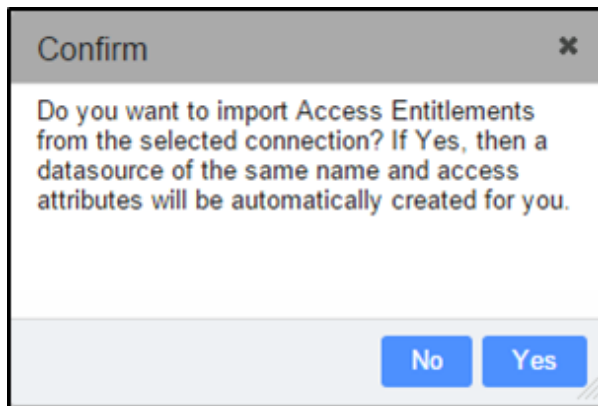 Confirm
Do you want to import Access Entitlements
from the selected connection? If Yes, then a
datasource of the same name and access
attributes will be automatically created for you.
No Yes